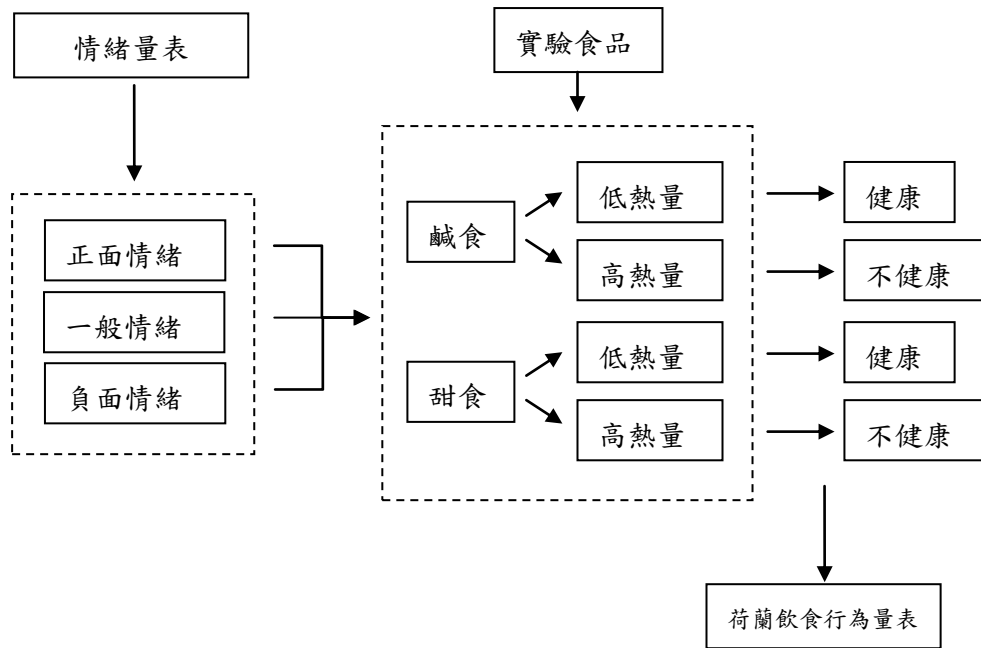 情緒量表
實驗食品
正面情緒
一般情緒
負面情緒
鹹食
低熱量
健康
高熱量
不健康
甜食
低熱量
健康
高熱量
不健康
荷蘭飲食行為量表